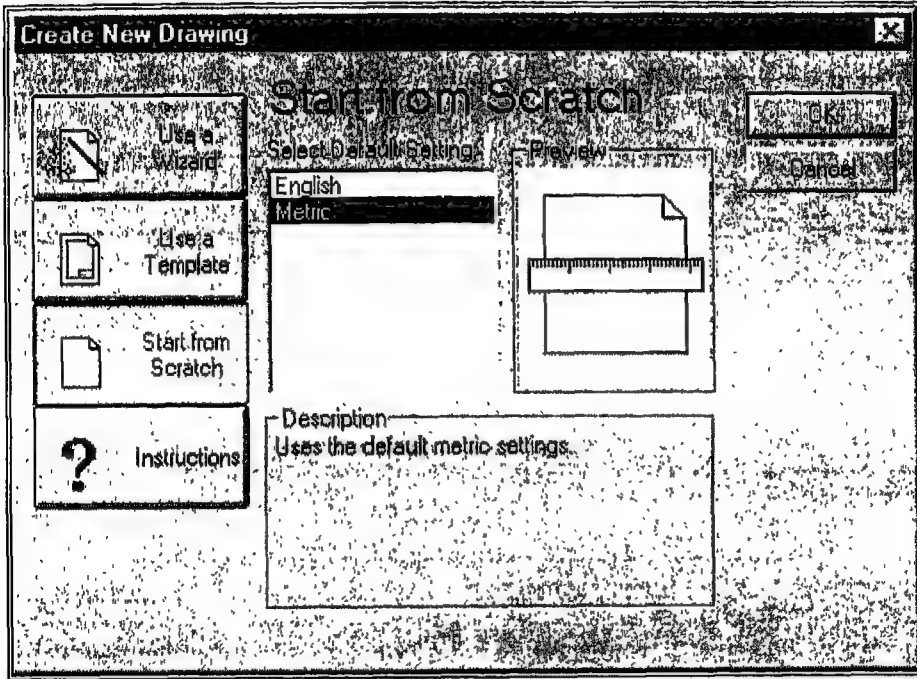 Create New Drawing
Start from Scratch
Use a
Wizard
Use a
Template
Start from
Scratch
Instructions
Select Default Setting:
English
Metric
Preview
OK
Cancel
Description
Uses the default metric settings.